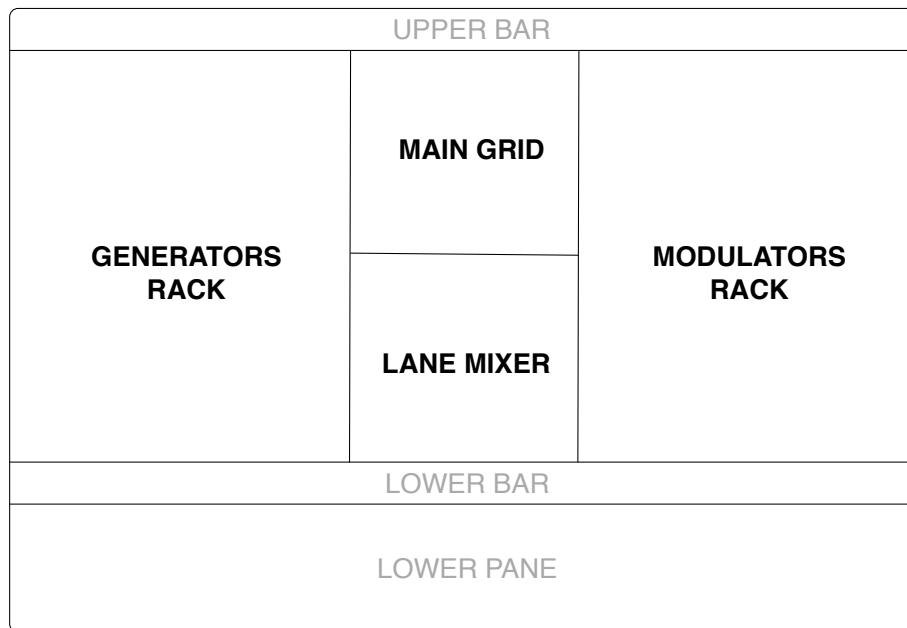 UPPER BAR
MAIN GRID
GENERATORS
RACK
MODULATORS
RACK
LANE MIXER
LOWER BAR
LOWER PANE